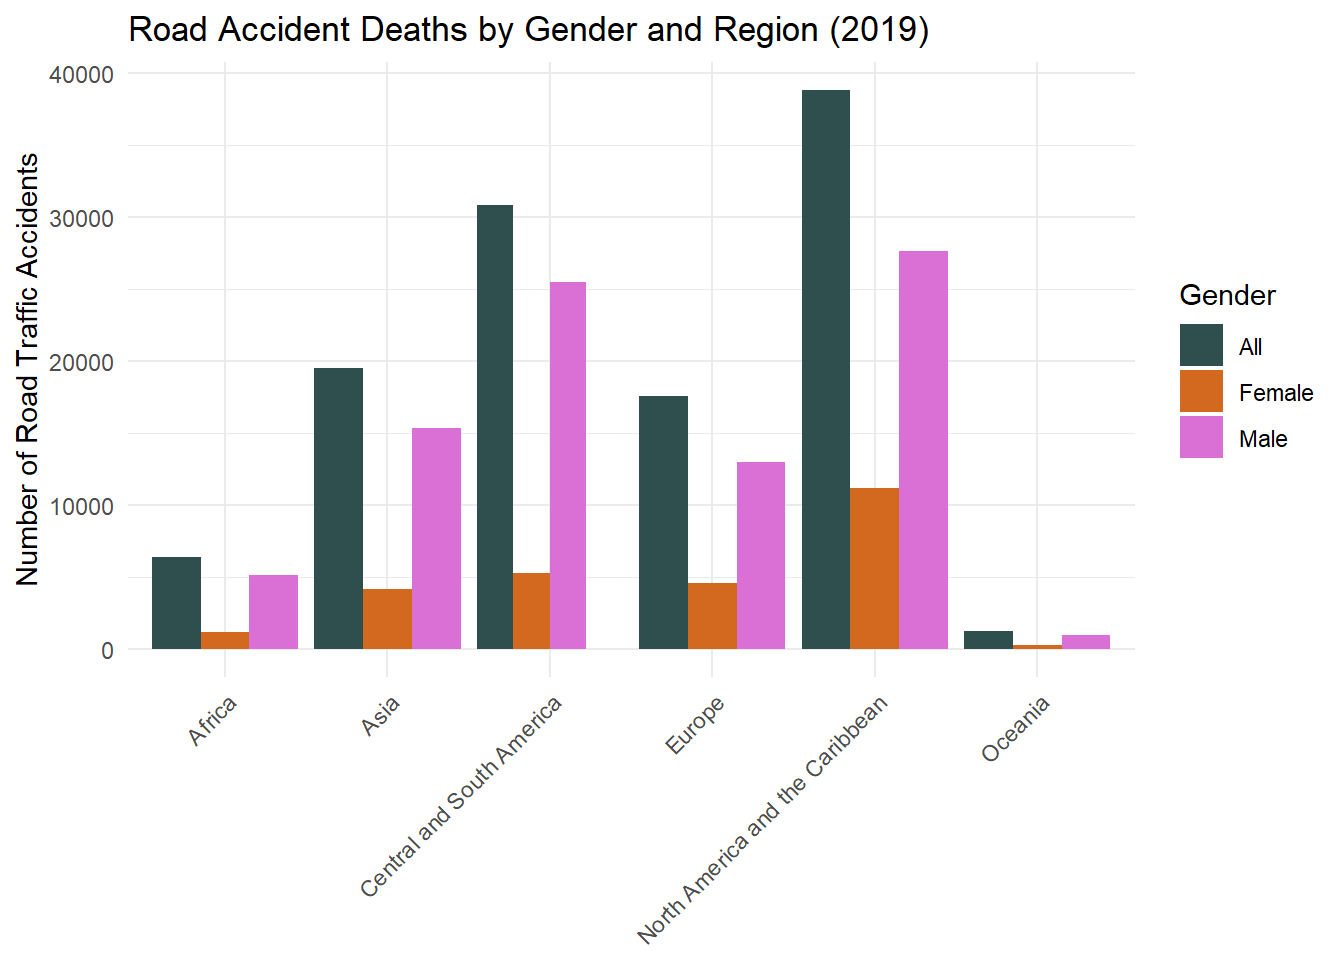 Road Accident Deaths by Gender and Region (2019)
Number of Road Traffic Accidents
40000
30000
20000
10000
0
Africa
Asia
Central and South America
Europe
North America and the Caribbean
Oceania
Gender
All
Female
Male